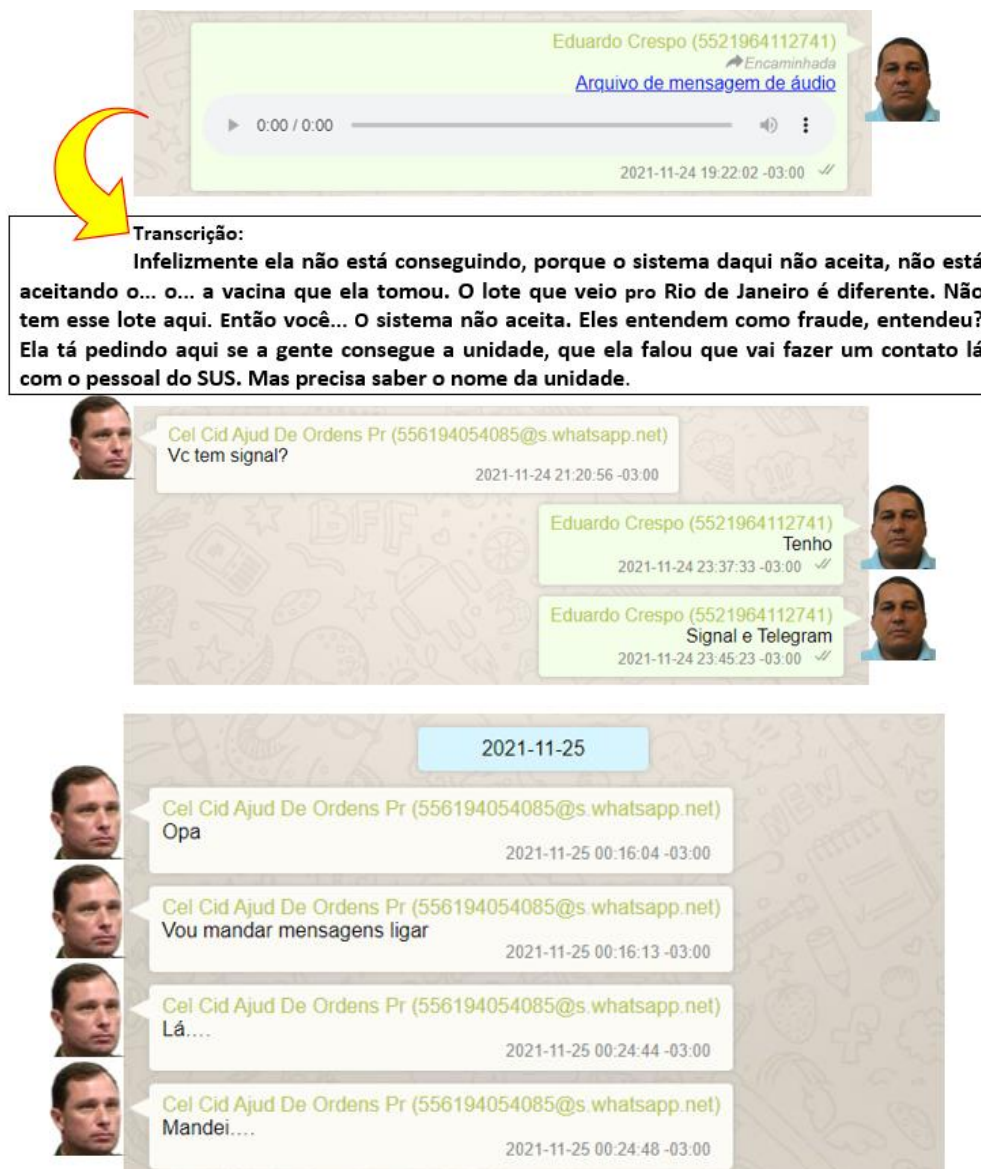 Eduardo Crespo (5521964112741)
Encaminhada
Arquivo de mensagem de áudio
0:00 / 0:00
2021-11-24 19:22:02 -03:00
Transcrição:
Infelizmente ela não está conseguindo, porque o sistema daqui não aceita, não está
aceitando o... o... a vacina que ela tomou. O lote que veio pro Rio de Janeiro é diferente. Não
tem esse lote aqui. Então você... O sistema não aceita. Eles entendem como fraude, entendeu?
Ela tá pedindo aqui se a gente consegue a unidade, que ela falou que vai fazer um contato lá
com o pessoal do SUS. Mas precisa saber o nome da unidade.
Cel Cid Ajud De Ordens Pr (556194054085@s.whatsapp.net)
Vc tem signal?
2021-11-24 21:20:56 -03:00
Eduardo Crespo (5521964112741)
Tenho
2021-11-24 23:37:33 -03:00
Eduardo Crespo (5521964112741)
Signal e Telegram
2021-11-24 23:45:23 -03:00
2021-11-25
Cel Cid Ajud De Ordens Pr (556194054085@s.whatsapp.net)
Opa
2021-11-25 00:16:04 -03:00
Cel Cid Ajud De Ordens Pr (556194054085@s.whatsapp.net)
Vou mandar mensagens ligar
2021-11-25 00:16:13 -03:00
Cel Cid Ajud De Ordens Pr (556194054085@s.whatsapp.net)
Lá....
2021-11-25 00:24:44 -03:00
Cel Cid Ajud De Ordens Pr (556194054085@s.whatsapp.net)
Mandei....
2021-11-25 00:24:48 -03:00